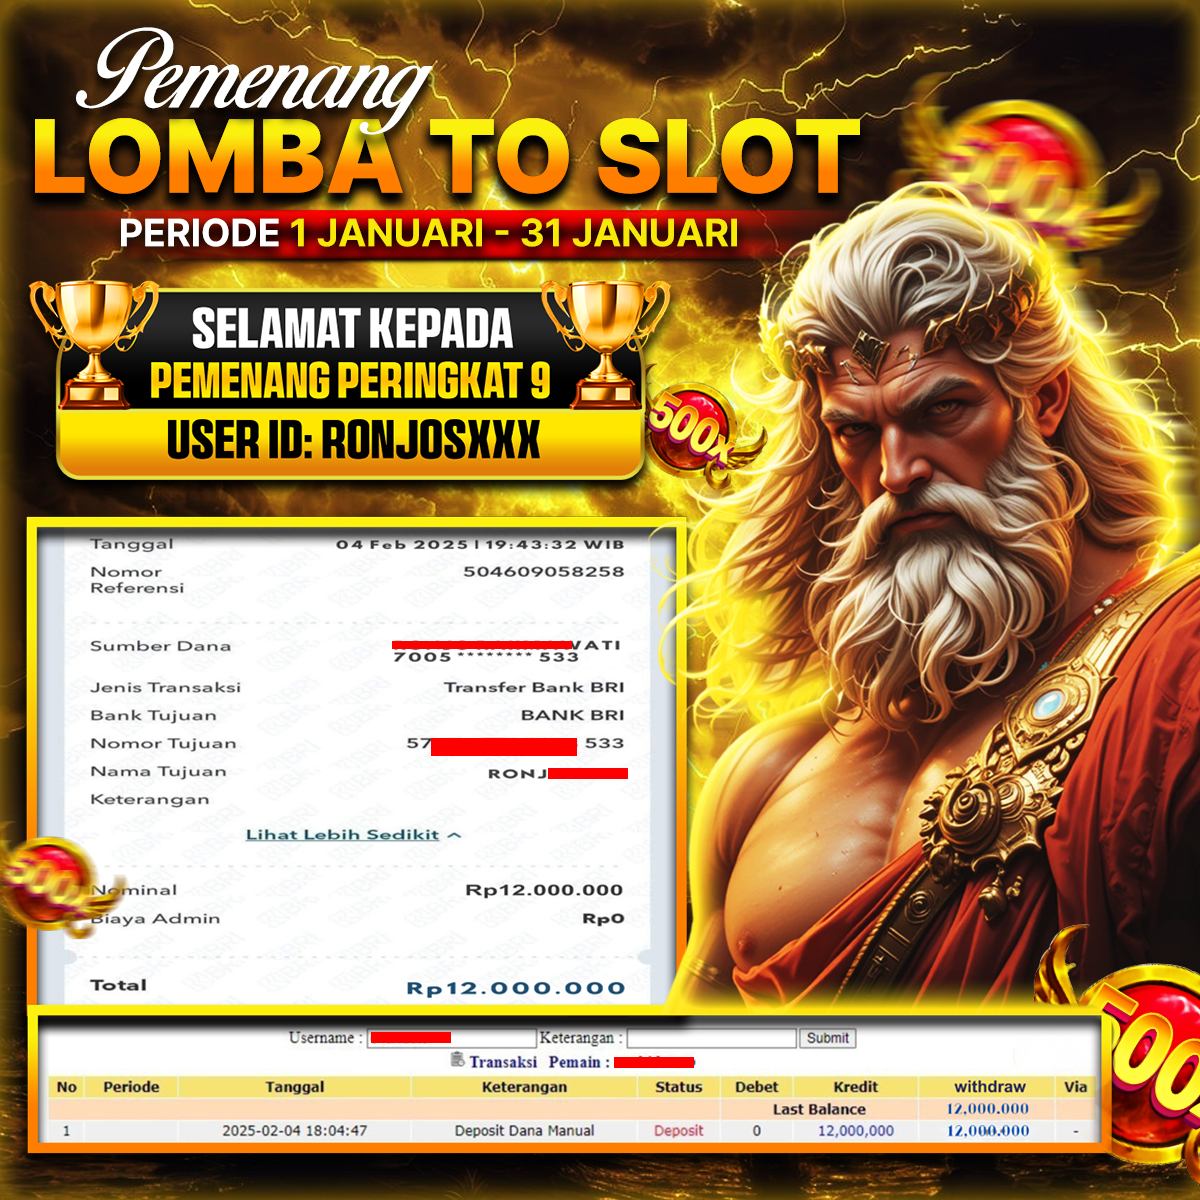 Pemenang
LOMBA TO SLOT
PERIODE 1 JANUARI - 31 JANUARI
SELAMAT KEPADA
PEMENANG PERINGKAT 9
USER ID: RONJOSXXX
500x
500x
Tanggal 04 Feb 2025 | 19:43:32 WIB
Nomor Referensi 504609058258
Sumber Dana WATI
7005 ******** 533
Jenis Transaksi Transfer Bank BRI
Bank Tujuan BANK BRI
Nomor Tujuan 57 533
Nama Tujuan RONJ
Keterangan
Lihat Lebih Sedikit
500x
Nominal Rp12.000.000
Biaya Admin Rp0
Total Rp12.000.000
500x
Username : Keterangan : Submit
Transaksi Pemain :
No Periode Tanggal Keterangan Status Debet Kredit withdraw Via
Last Balance 12,000.000
1 2025-02-04 18:04:47 Deposit Dana Manual Deposit 0 12,000,000 12,000.000 -